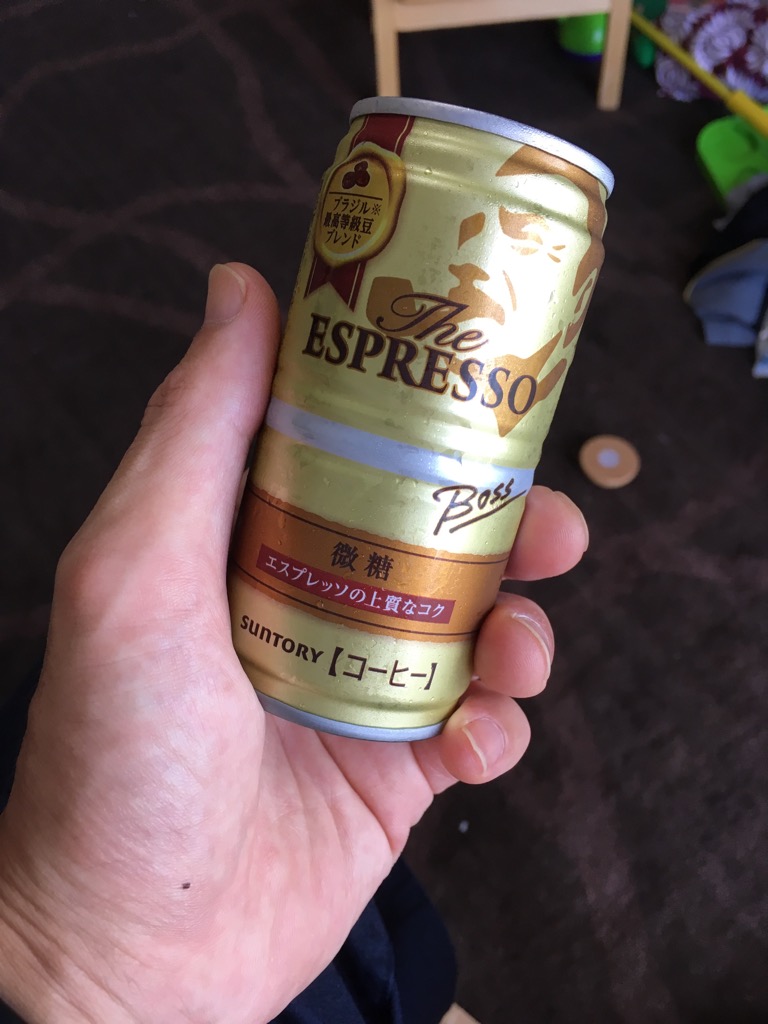 ブラジル※
最高等級豆
ブレンド
The
ESPRESSO
Boss
微糖
エスプレッソの上質なコク
SUNTORY【コーヒー】